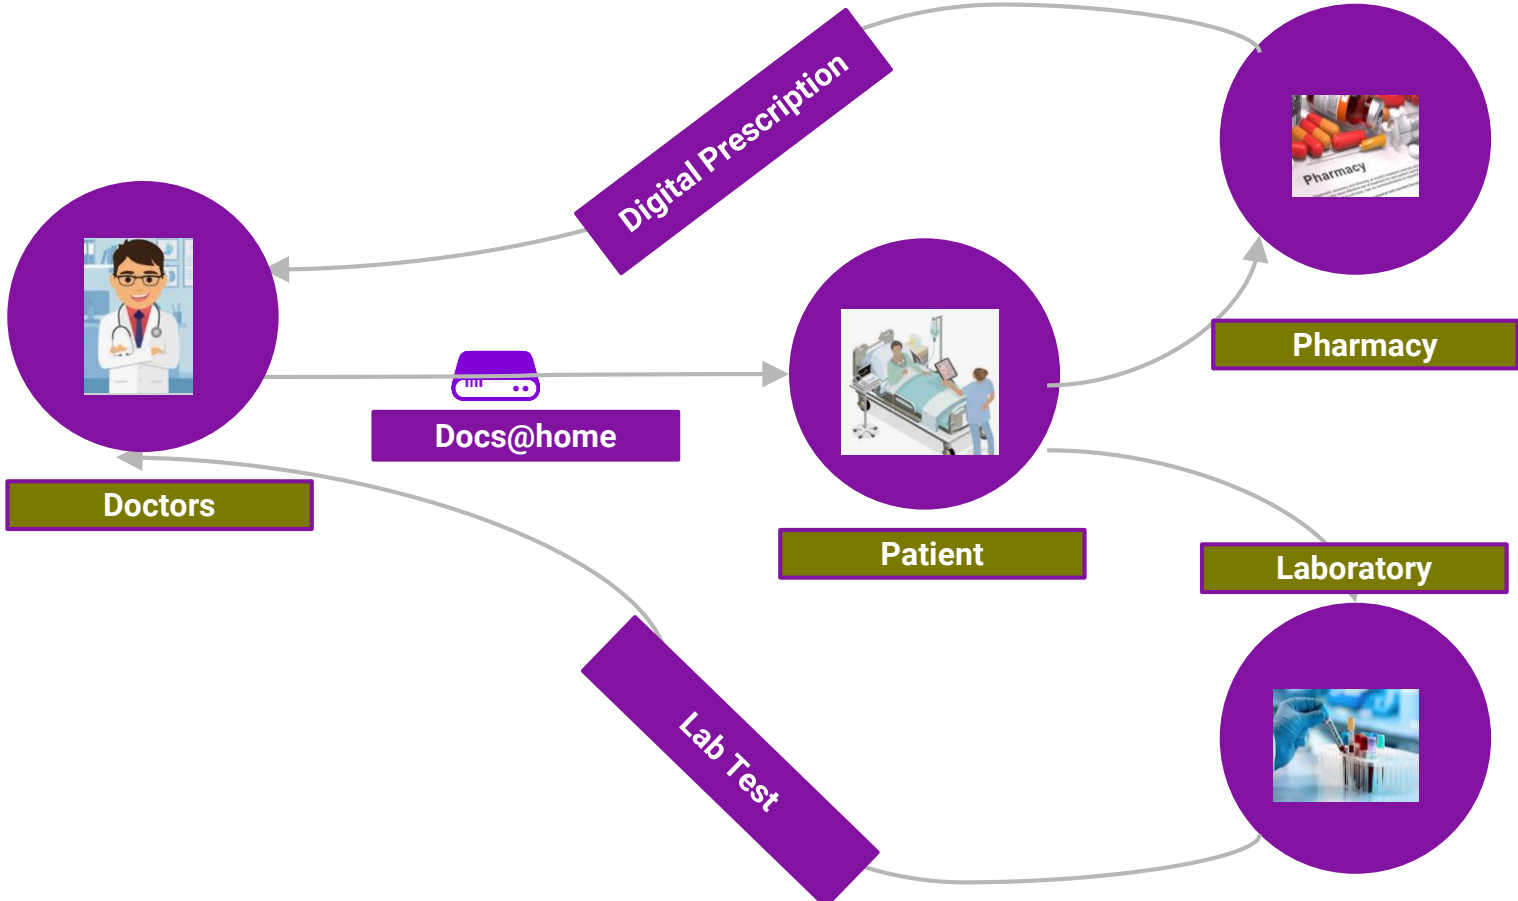 Digital Prescription
Pharmacy
Pharmacy
Docs@home
Doctors
Patient
Laboratory
Lab Test